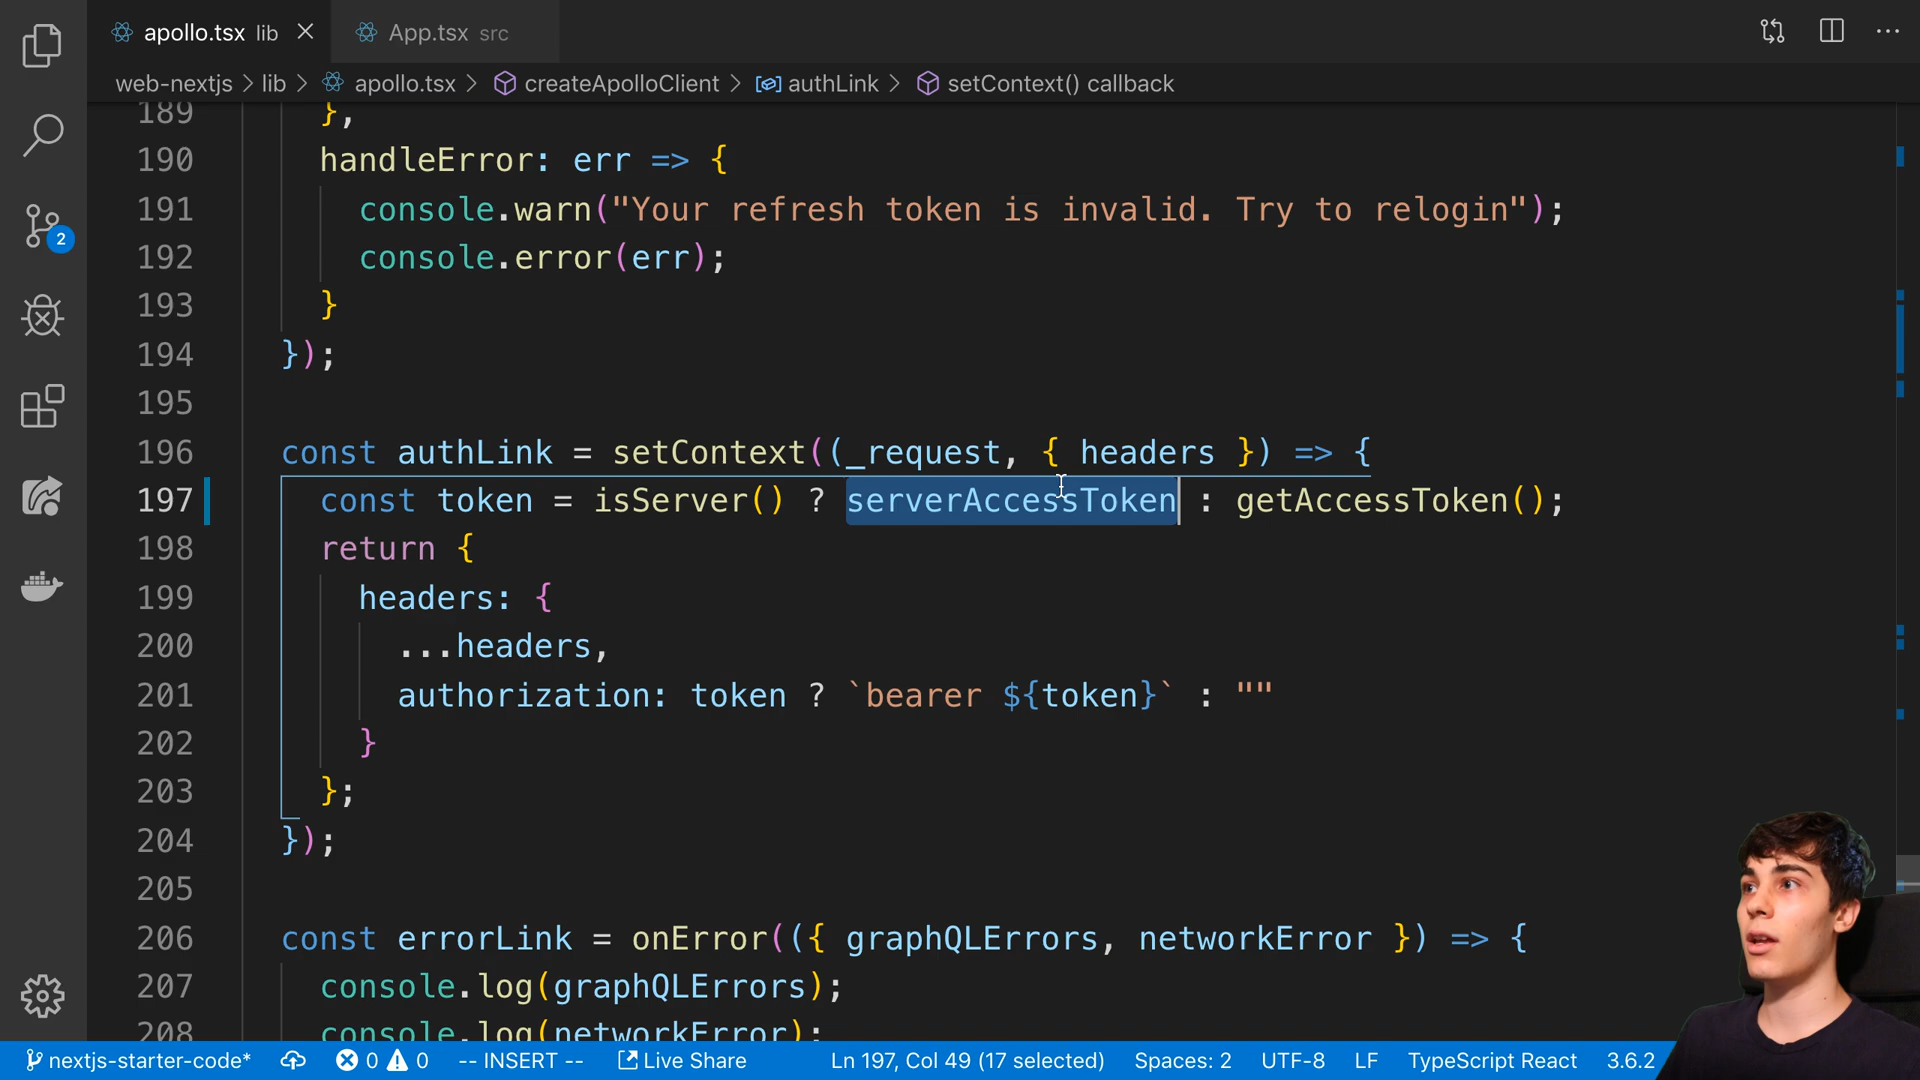 apollo.tsx lib
App.tsx src
web-nextjs > lib > apollo.tsx > createApolloClient > authLink > setContext() callback
189 },
190 handleError: err => {
191 console.warn("Your refresh token is invalid. Try to relogin");
192 console.error(err);
193 }
194 });
195
196 const authLink = setContext((_request, { headers }) => {
197 const token = isServer() ? serverAccessToken : getAccessToken();
198 return {
199 headers: {
200 ...headers,
201 authorization: token ? `bearer ${token}` : ""
202 }
203 };
204 });
205
206 const errorLink = onError(({ graphQLErrors, networkError }) => {
207 console.log(graphQLErrors);
208 console.log(networkError);
2
nextjs-starter-code* 0 0 -- INSERT -- Live Share Ln 197, Col 49 (17 selected) Spaces: 2 UTF-8 LF TypeScript React 3.6.2